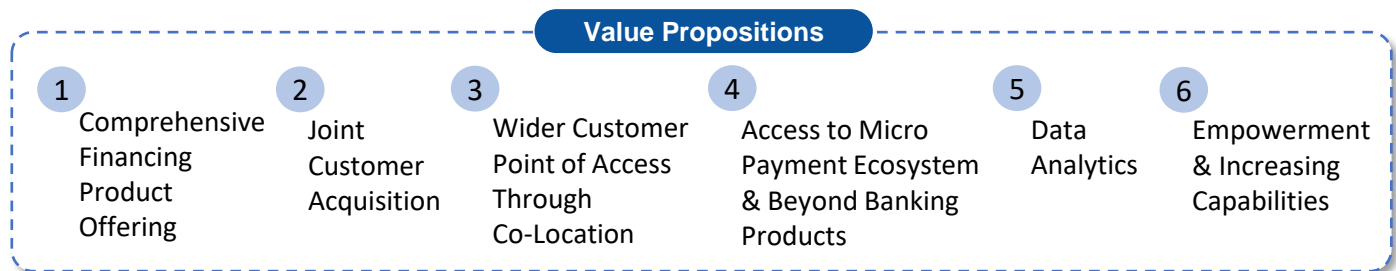 Value Propositions
1
Comprehensive
Financing
Product
Offering
2
Joint
Customer
Acquisition
3
Wider Customer
Point of Access
Through
Co-Location
4
Access to Micro
Payment Ecosystem
& Beyond Banking
Products
5
Data
Analytics
6
Empowerment
& Increasing
Capabilities